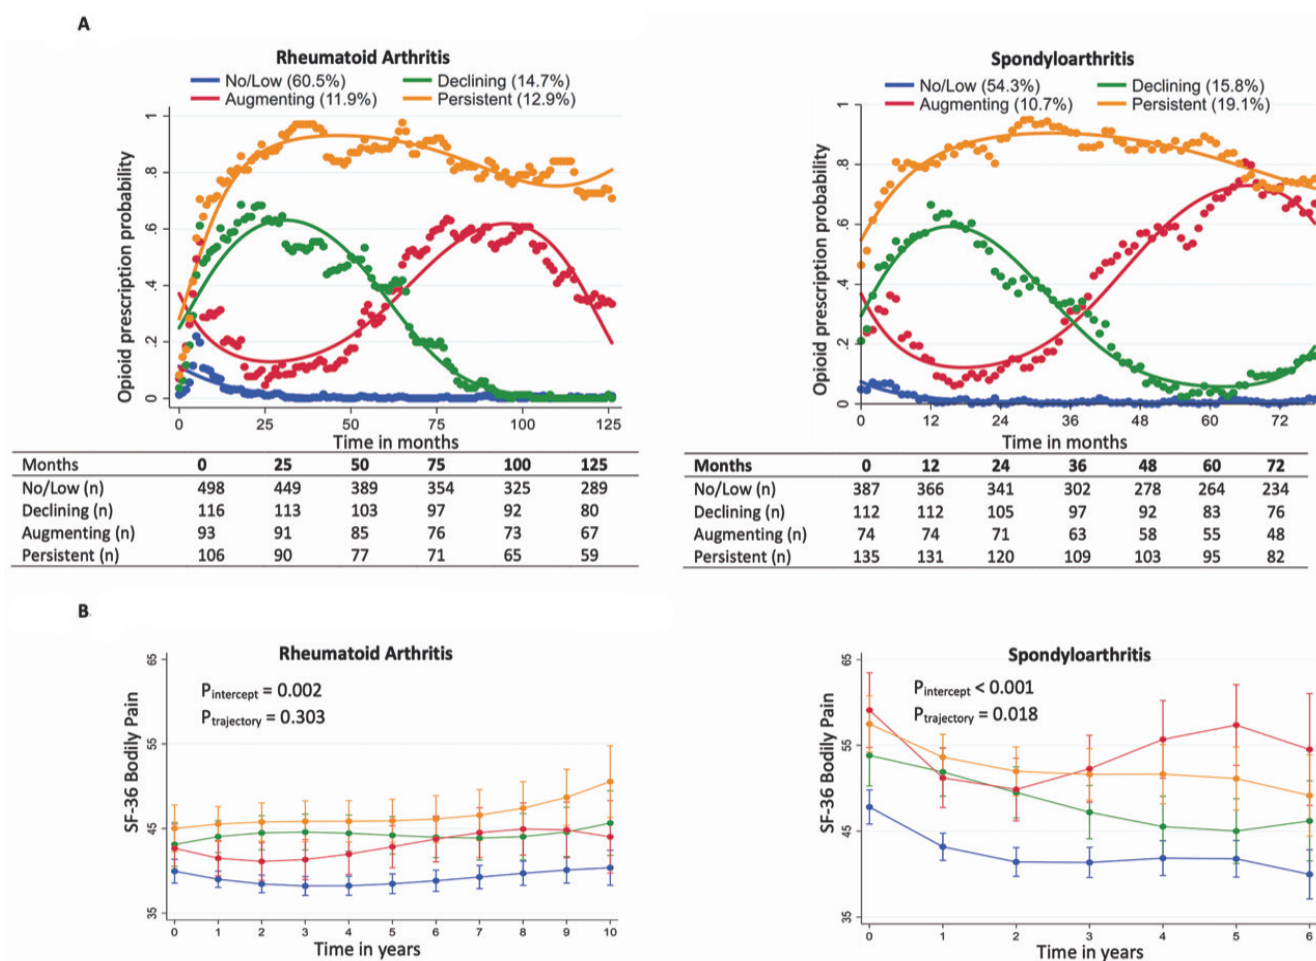 A
Rheumatoid Arthritis
No/Low (60.5%) Declining (14.7%)
Augmenting (11.9%) Persistent (12.9%)
Opioid prescription probability
1
.8
.6
.4
.2
0
0 25 50 75 100 125
Time in months
Months 0 25 50 75 100 125
No/Low (n) 498 449 389 354 325 289
Declining (n) 116 113 103 97 92 80
Augmenting (n) 93 91 85 76 73 67
Persistent (n) 106 90 77 71 65 59
Spondyloarthritis
No/Low (54.3%) Declining (15.8%)
Augmenting (10.7%) Persistent (19.1%)
Opioid prescription probability
1
.8
.6
.4
.2
0
0 12 24 36 48 60 72
Time in months
Months 0 12 24 36 48 60 72
No/Low (n) 387 366 341 302 278 264 234
Declining (n) 112 112 105 97 92 83 76
Augmenting (n) 74 74 71 63 58 55 48
Persistent (n) 135 131 120 109 103 95 82
B
Rheumatoid Arthritis
Pintercept = 0.002
Ptrajectory = 0.303
SF-36 Bodily Pain
65
55
45
35
0 1 2 3 4 5 6 7 8 9 10
Time in years
Spondyloarthritis
Pintercept < 0.001
Ptrajectory = 0.018
SF-36 Bodily Pain
65
55
45
35
0 1 2 3 4 5 6
Time in years